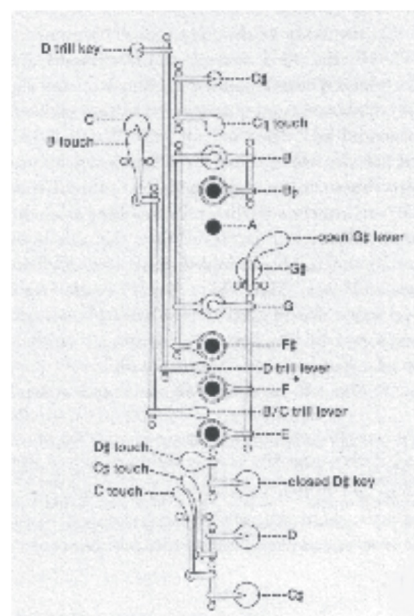 D trill key
C♯
C
C♮ touch
B touch
B
B♭
A
open G♯ lever
G♯
G
F♯
D trill lever
F
B/C trill lever
E
D♯ touch
C♯ touch
closed D♯ key
C touch
D
C♯